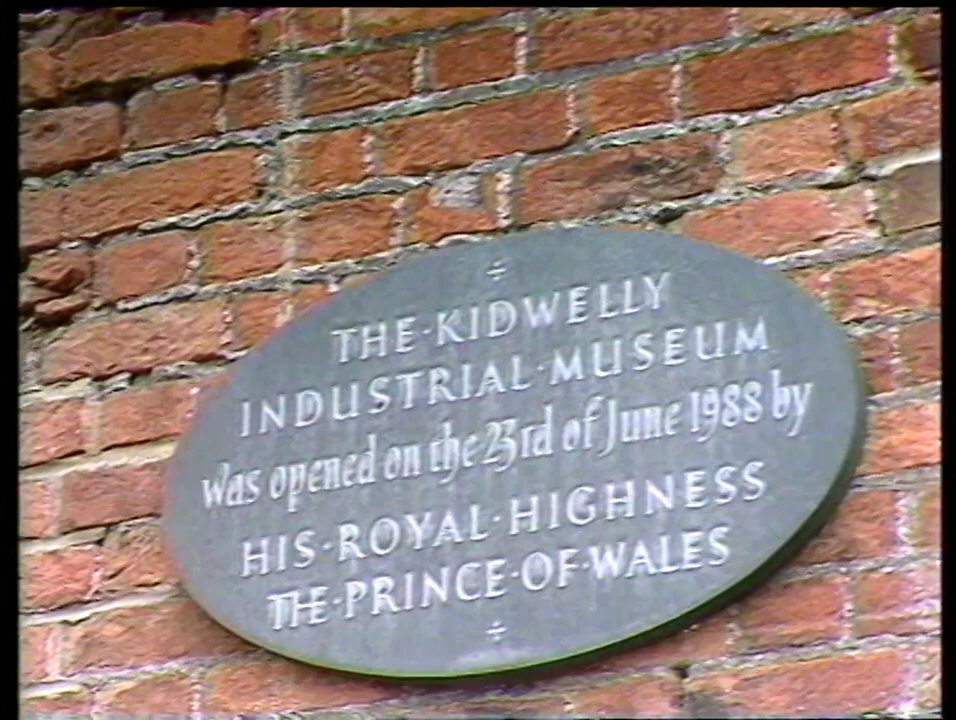 THE·KIDWELLY
INDUSTRIAL·MUSEUM
was opened on the 23rd of June 1988 by
HIS·ROYAL·HIGHNESS
THE·PRINCE·OF·WALES